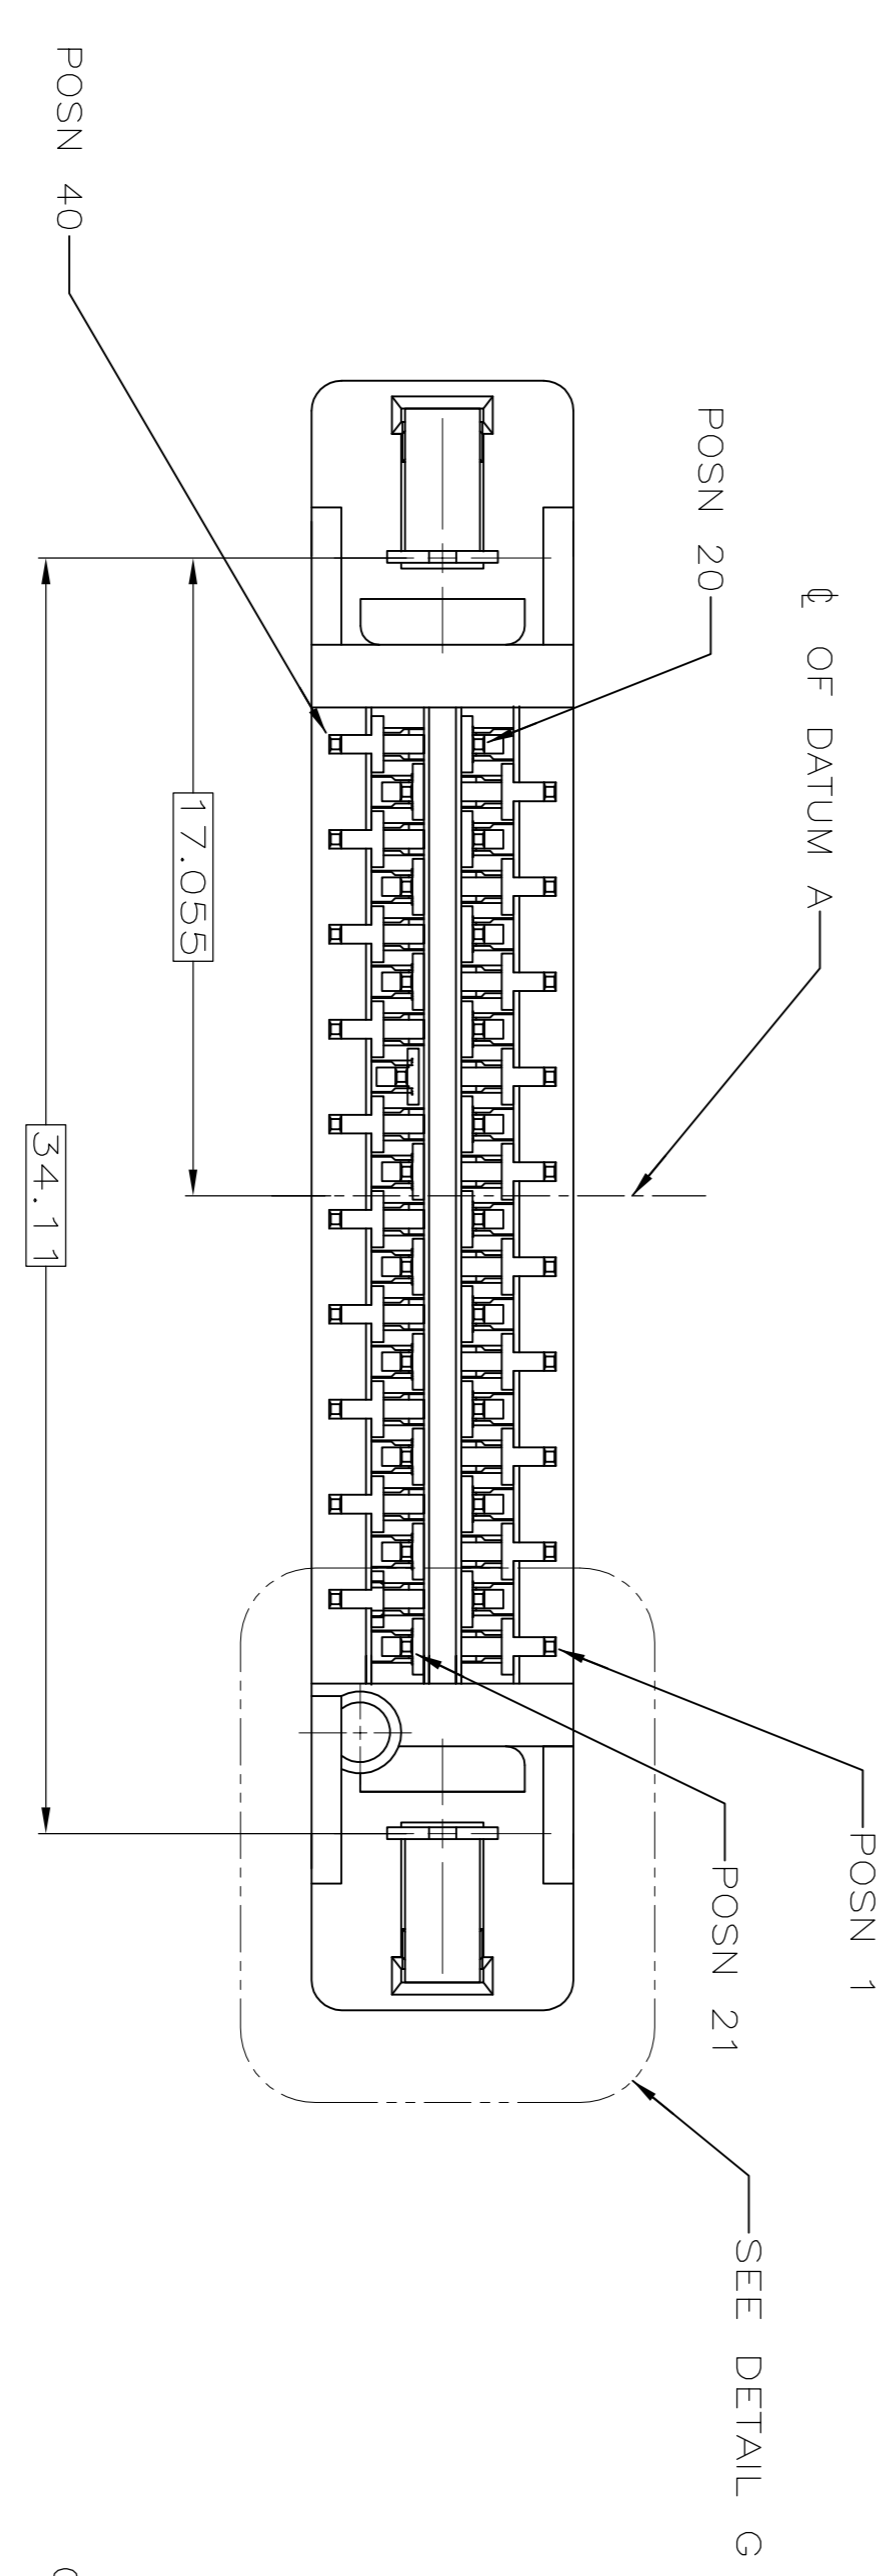 POSN 1
℄ OF DATUM A
SEE DETAIL G
POSN 20
POSN 21
17.055
POSN 40
34.11